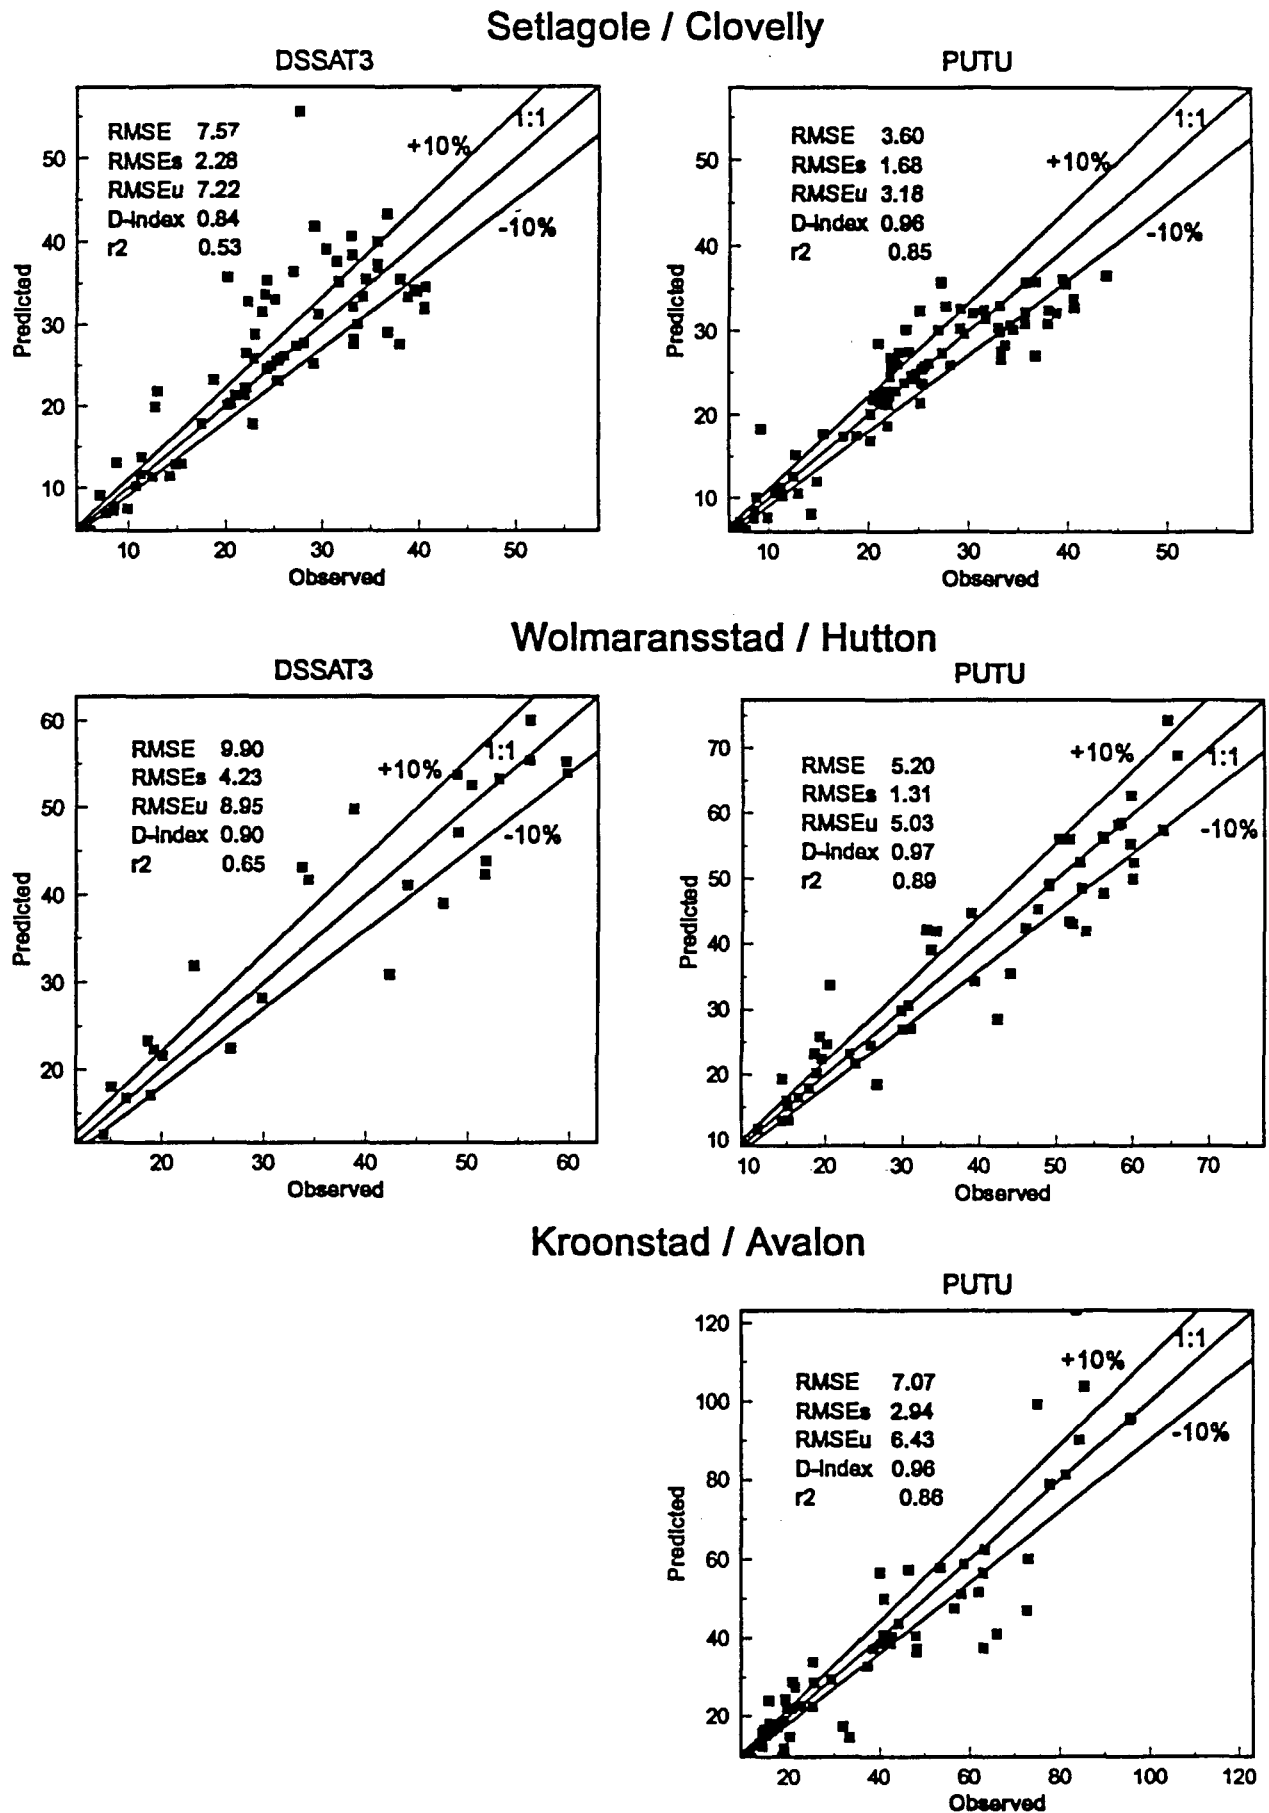 Setlagole / Clovelly
DSSAT3
RMSE 7.57
RMSEs 2.28
RMSEu 7.22
D-index 0.84
r2 0.53
+10%
1:1
-10%
50
40
30
20
10
Predicted
10 20 30 40 50
Observed
PUTU
RMSE 3.60
RMSEs 1.68
RMSEu 3.18
D-index 0.96
r2 0.85
+10%
1:1
-10%
50
40
30
20
10
Predicted
10 20 30 40 50
Observed
Wolmaransstad / Hutton
DSSAT3
RMSE 9.90
RMSEs 4.23
RMSEu 8.95
D-index 0.90
r2 0.65
+10%
1:1
-10%
60
50
40
30
20
Predicted
20 30 40 50 60
Observed
PUTU
RMSE 5.20
RMSEs 1.31
RMSEu 5.03
D-index 0.97
r2 0.89
+10%
1:1
-10%
70
60
50
40
30
20
10
Predicted
10 20 30 40 50 60 70
Observed
Kroonstad / Avalon
PUTU
RMSE 7.07
RMSEs 2.94
RMSEu 6.43
D-index 0.96
r2 0.86
+10%
1:1
-10%
120
100
80
60
40
20
Predicted
20 40 60 80 100 120
Observed